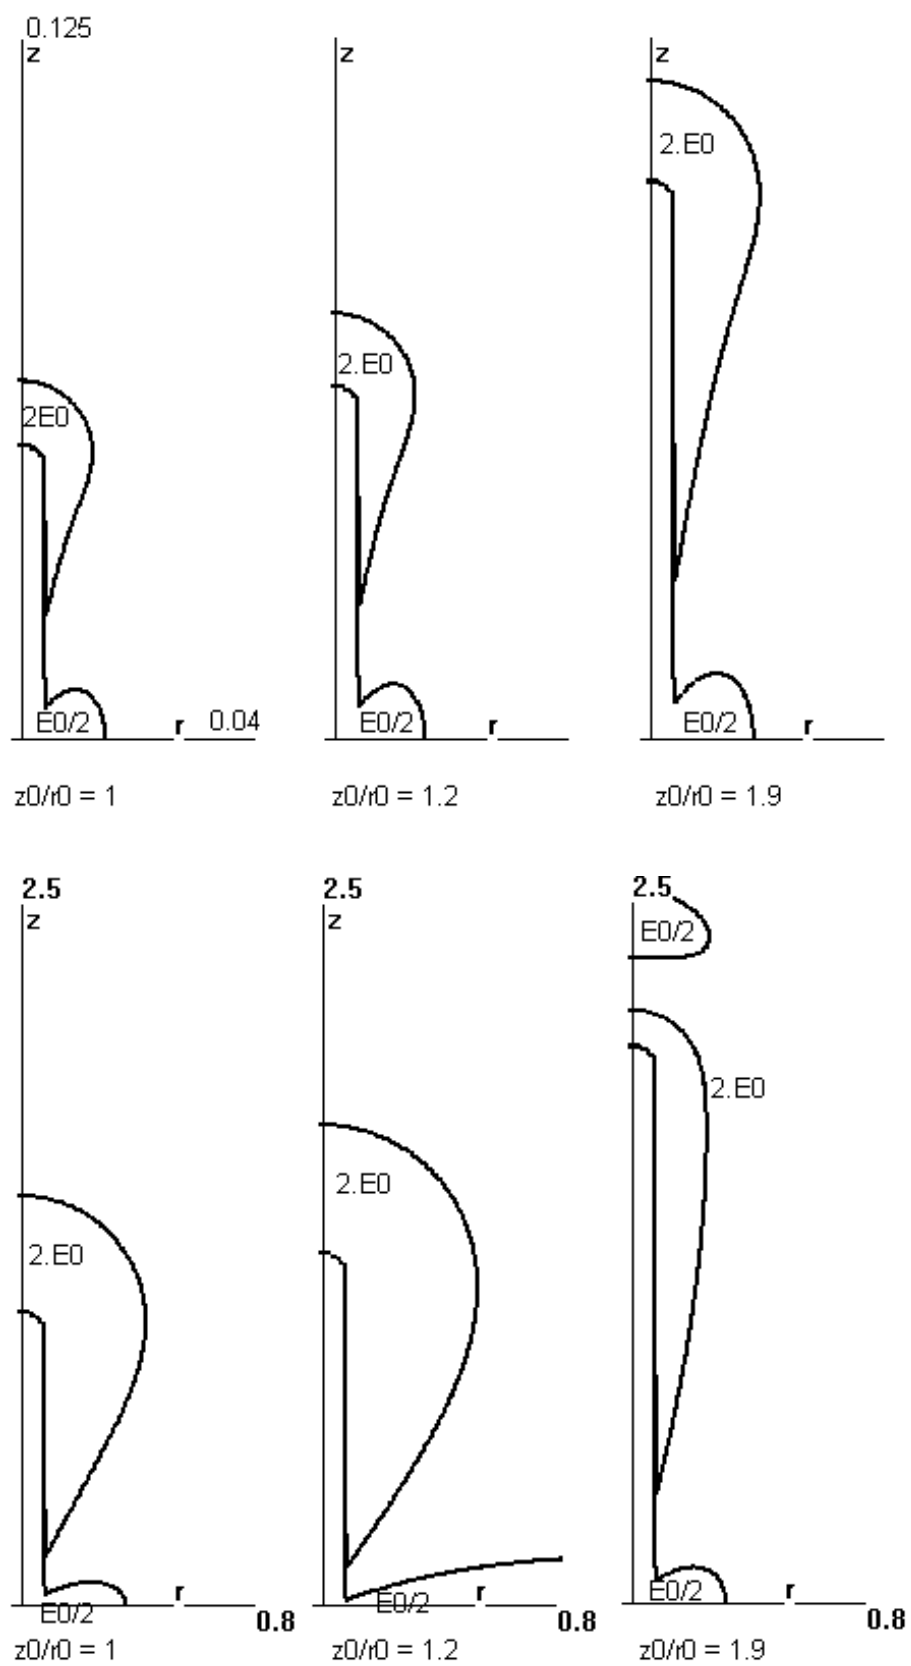 0.125
z
z
z
2.E0
2.E0
2E0
E0/2
r
0.04
E0/2
r
E0/2
r
z0/r0 = 1
z0/r0 = 1.2
z0/r0 = 1.9
2.5
2.5
2.5
z
z
E0/2
2.E0
2.E0
2.E0
r
r
r
E0/2
E0/2
E0/2
0.8
0.8
0.8
z0/r0 = 1
z0/r0 = 1.2
z0/r0 = 1.9